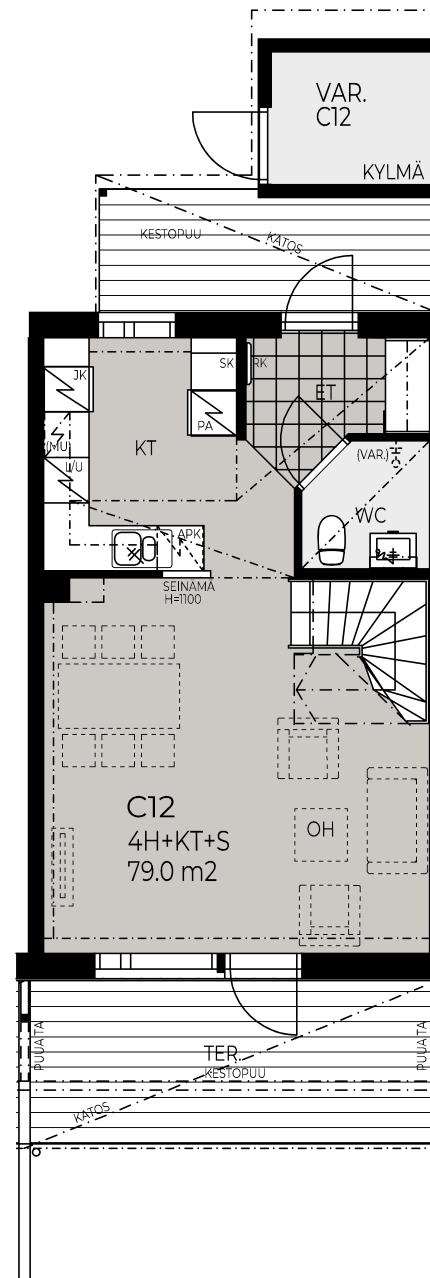 VAR.
C12
KYLMÄ
KESTOPUU
KATOS
JK
SK
RK
PA
ET
KT
(MU)
L/U
(VAR.)
WC
APK
SEINÄMÄ
H=1100
C12
4H+KT+S
79.0 m2
OH
PUUAITA
PUUAITA
TER.
KESTOPUU
KATOS